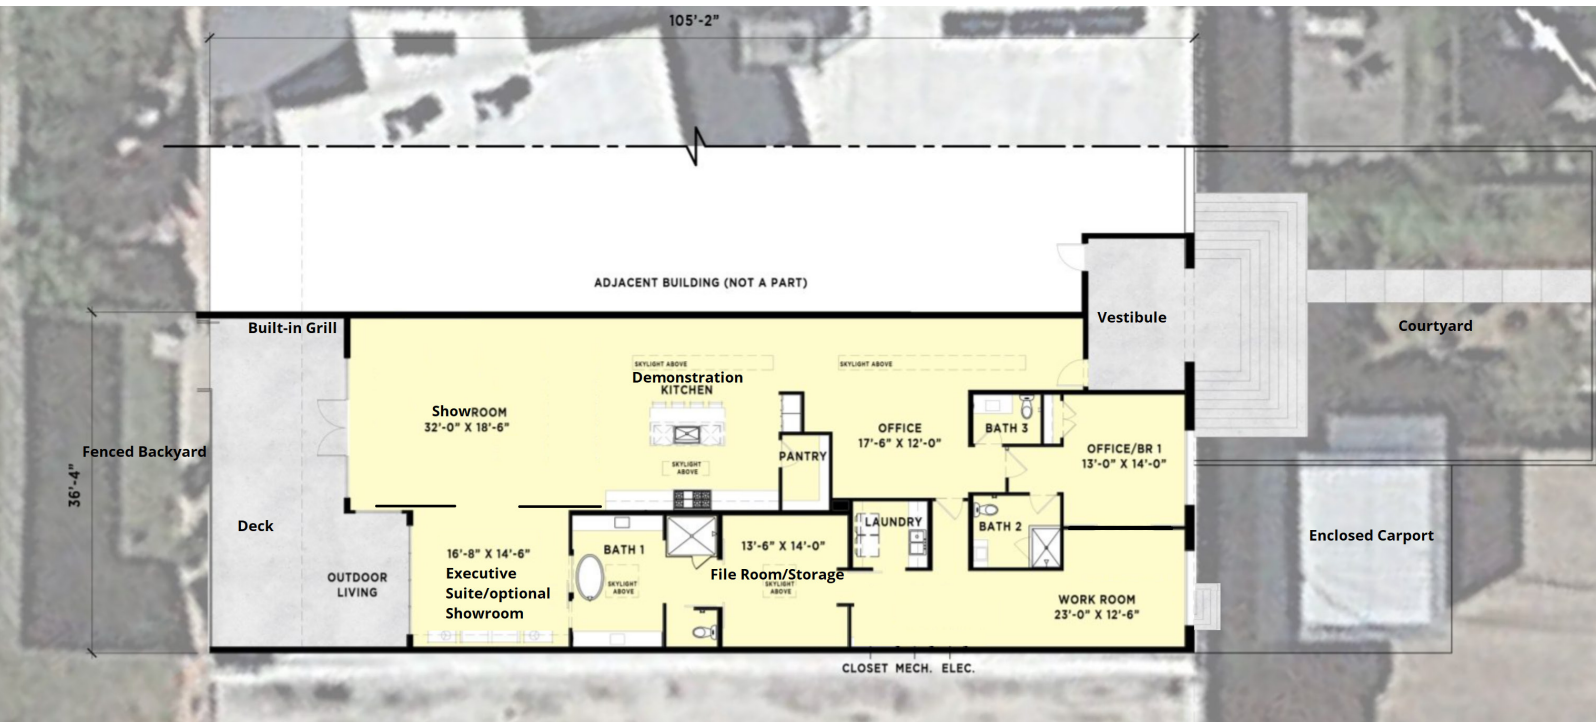 105'-2"
ADJACENT BUILDING (NOT A PART)
Built-in Grill
Vestibule
Courtyard
SKYLIGHT ABOVE
SKYLIGHT ABOVE
Demonstration
KITCHEN
ShowROOM
32'-0" X 18'-6"
OFFICE
17'-6" X 12'-0"
BATH 3
OFFICE/BR 1
13'-0" X 14'-0"
PANTRY
SKYLIGHT
ABOVE
Fenced Backyard
36'-4"
Deck
LAUNDRY
BATH 2
Enclosed Carport
16'-8" X 14'-6"
Executive
Suite/optional
Showroom
BATH 1
SKYLIGHT
ABOVE
13'-6" X 14'-0"
File Room/Storage
SKYLIGHT
ABOVE
OUTDOOR
LIVING
WORK ROOM
23'-0" X 12'-6"
CLOSET MECH. ELEC.